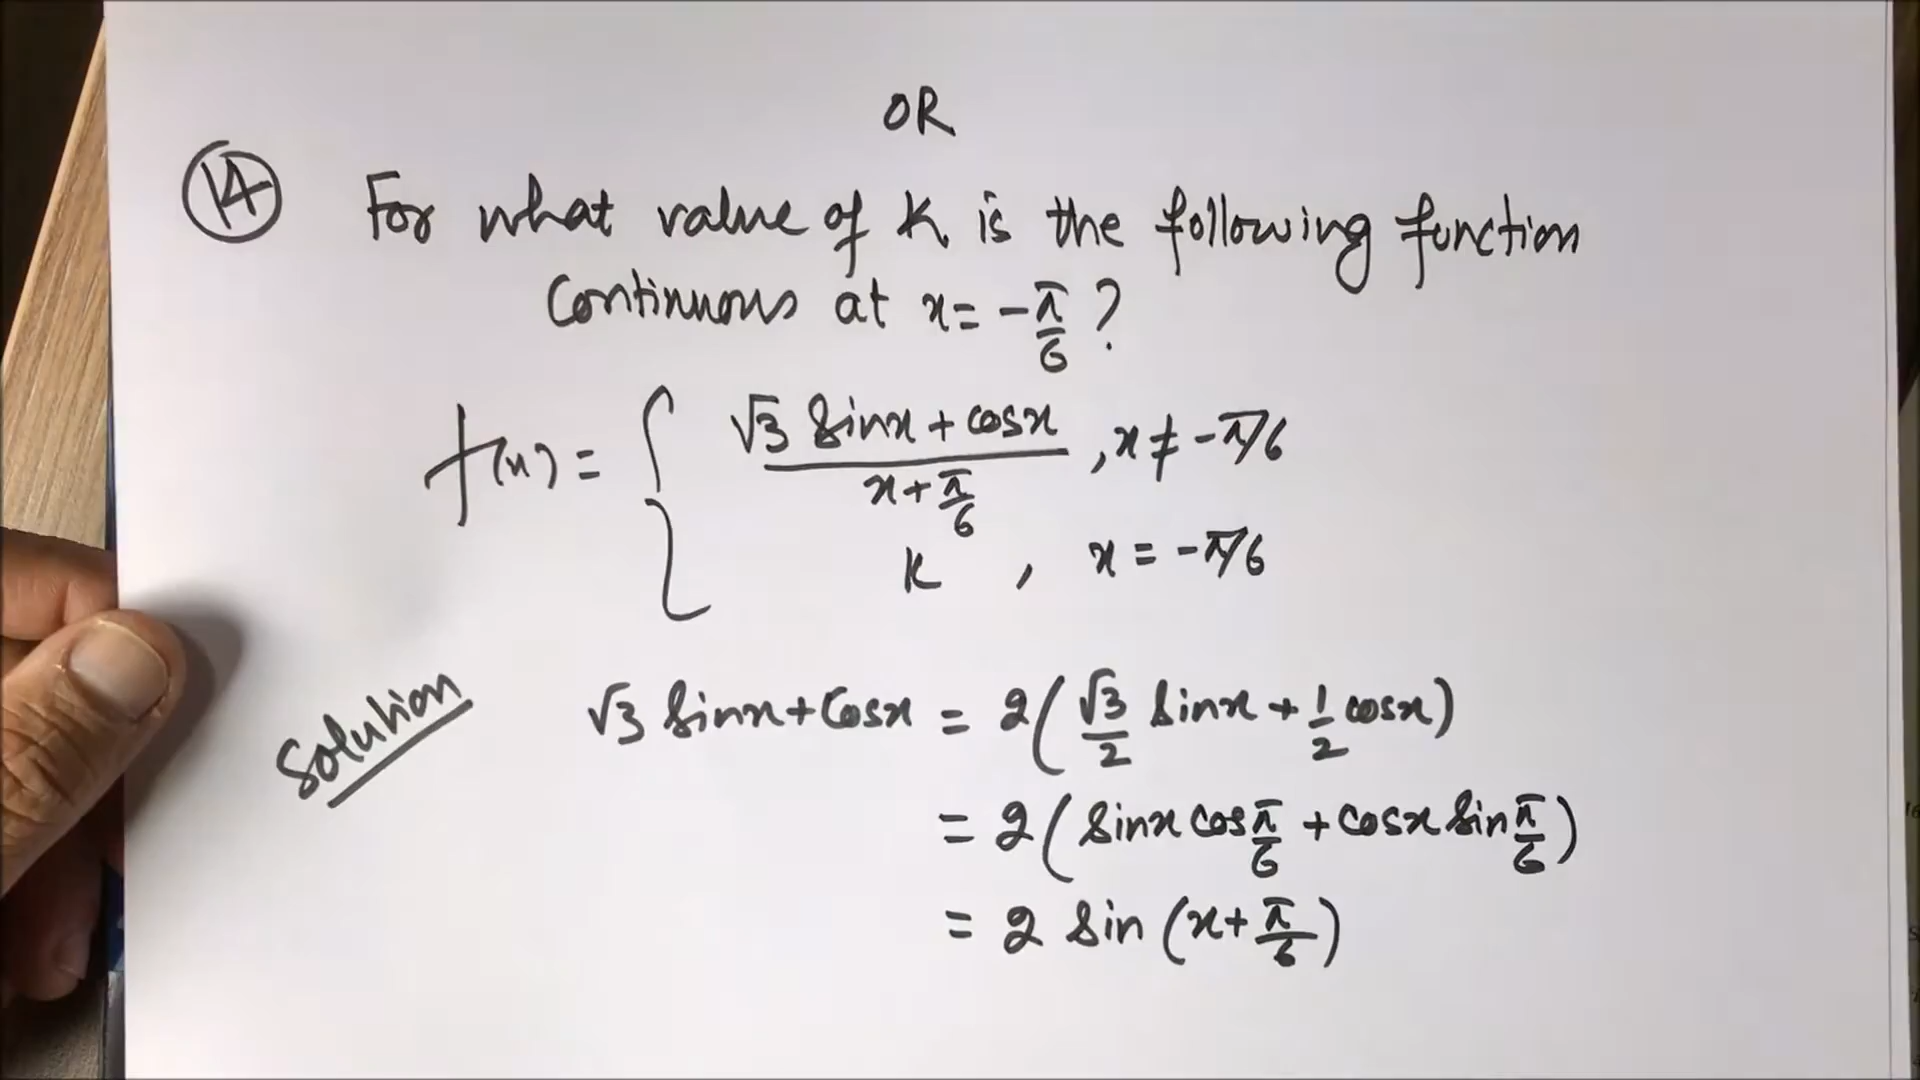 OR
14 For what value of K is the following function
continuous at x = -π/6 ?
f(x) = { √3 sinx + cosx / x + π/6 , x ≠ -π/6
K , x = -π/6
Solution √3 sinx + cosx = 2( √3/2 sinx + 1/2 cosx)
= 2( sinx cos π/6 + cosx sin π/6 )
= 2 sin (x + π/6)